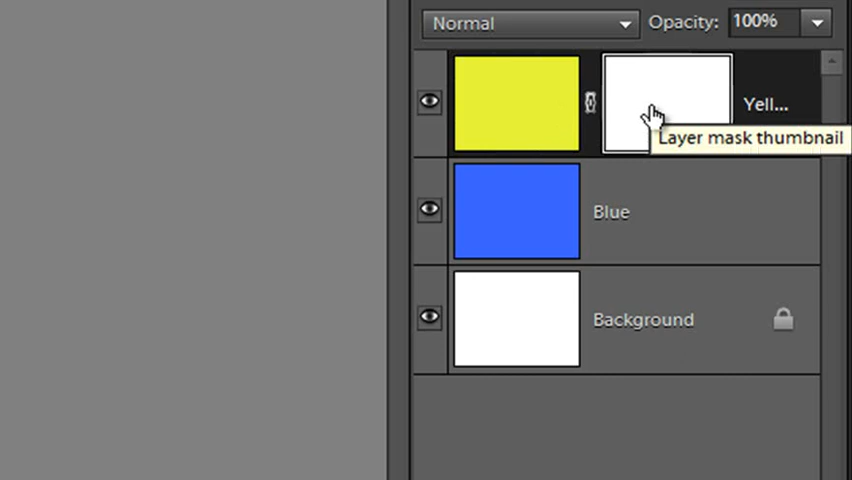 Normal Opacity: 100%
Yell...
Layer mask thumbnail
Blue
Background